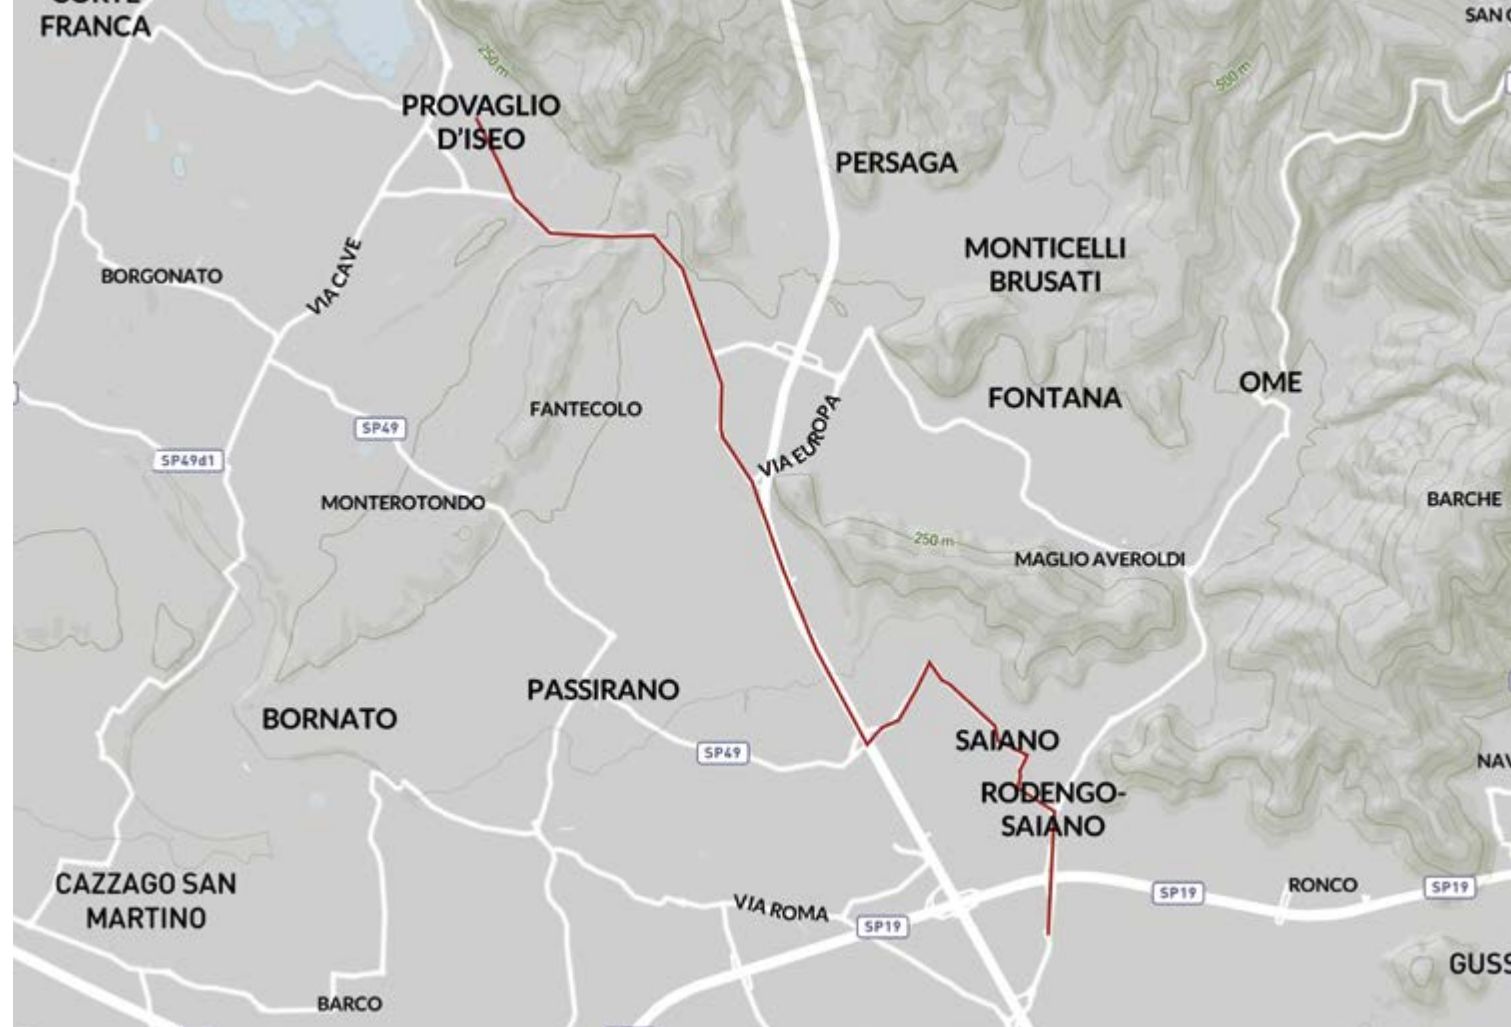 FRANCA
SAN
250 m
500 m
PROVAGLIO
D'ISEO
PERSAGA
MONTICELLI
BRUSATI
BORGONATO
VIA CAVE
OME
FONTANA
FANTECOLO
VIA EUROPA
SP49
SP49d1
MONTEROTONDO
BARCHE
250 m
MAGLIO AVEROLDI
PASSIRANO
BORNATO
SAIANO
SP49
RODENGO-
SAIANO
CAZZAGO SAN
MARTINO
RONCO
SP19
SP19
VIA ROMA
SP19
BARCO